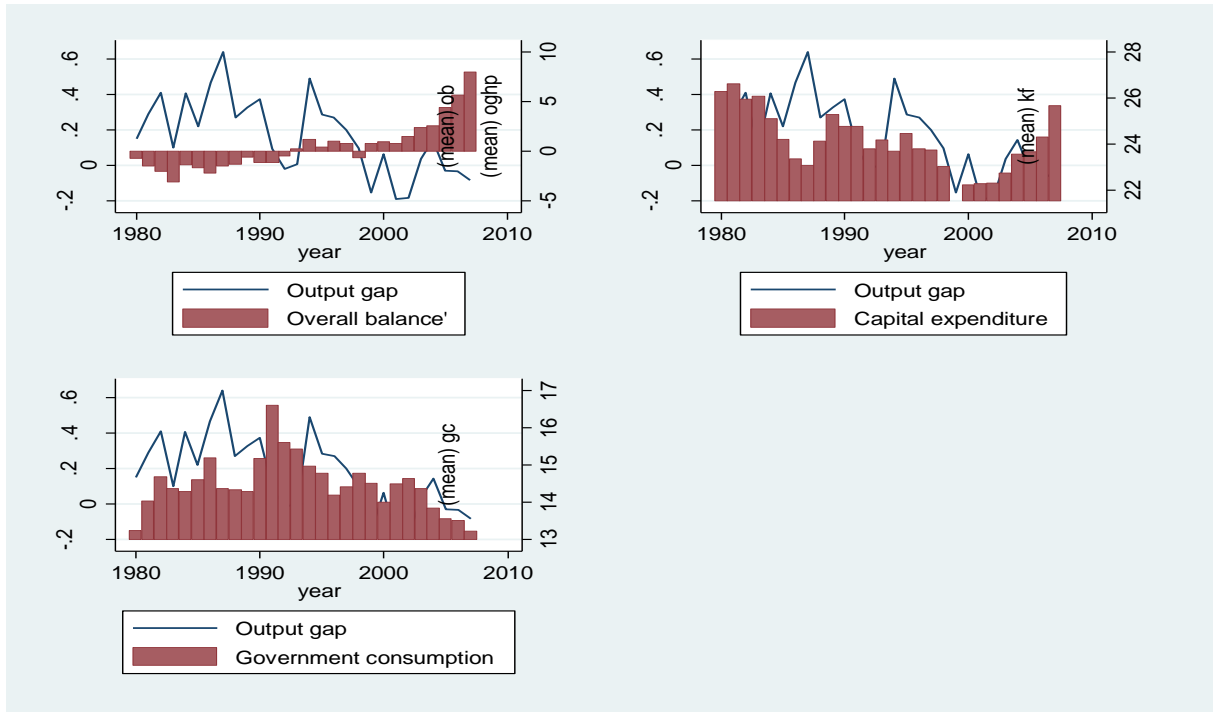 .6
.4
.2
0
-.2
10
5
0
-5
(mean) ob
(mean) oghp
1980 1990 2000 2010
year
Output gap
Overall balance'
.6
.4
.2
0
-.2
28
26
24
22
(mean) kf
1980 1990 2000 2010
year
Output gap
Capital expenditure
.6
.4
.2
0
-.2
17
16
15
14
13
(mean) gc
1980 1990 2000 2010
year
Output gap
Government consumption